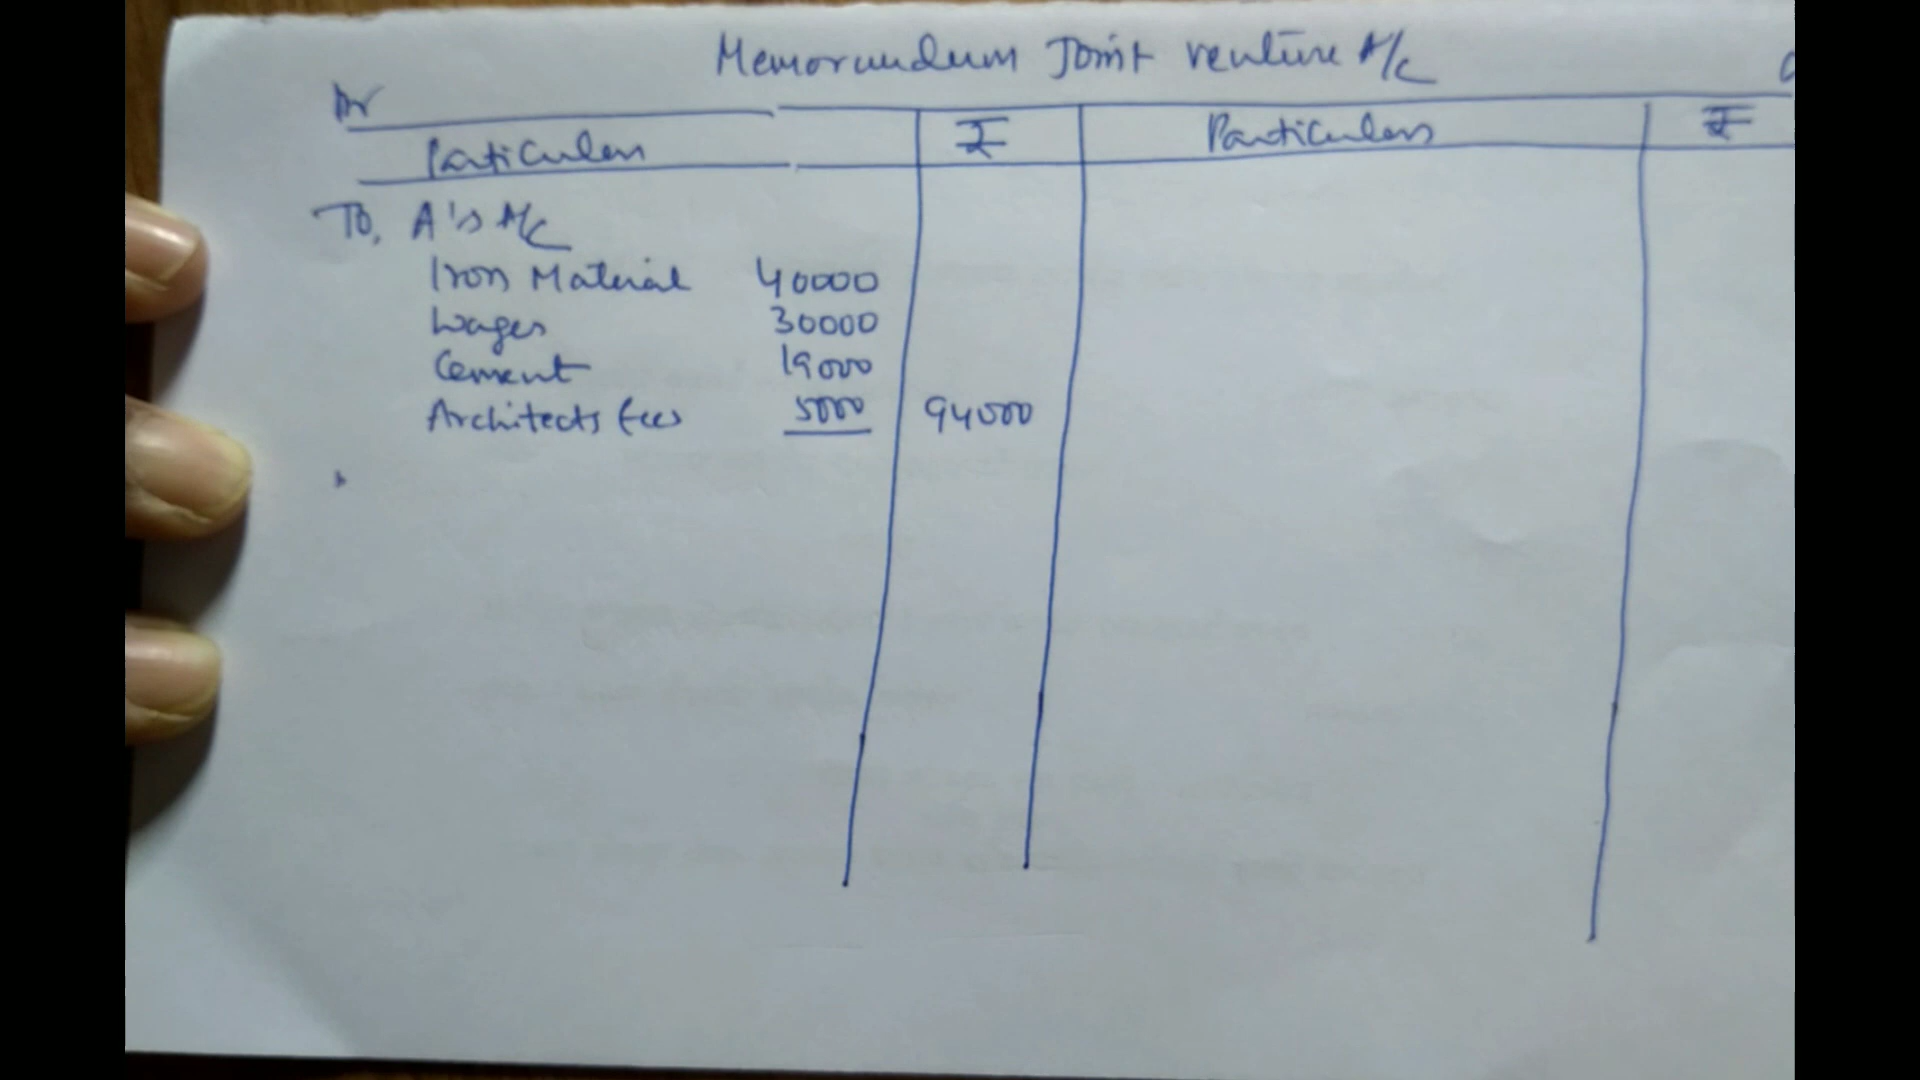 Memorandum Joint venture A/c
Dr
Particulars ₹ Particulars ₹
To, A's A/c
Iron Material 40000
Wages 30000
Cement 19000
Architects fees 5000 94000